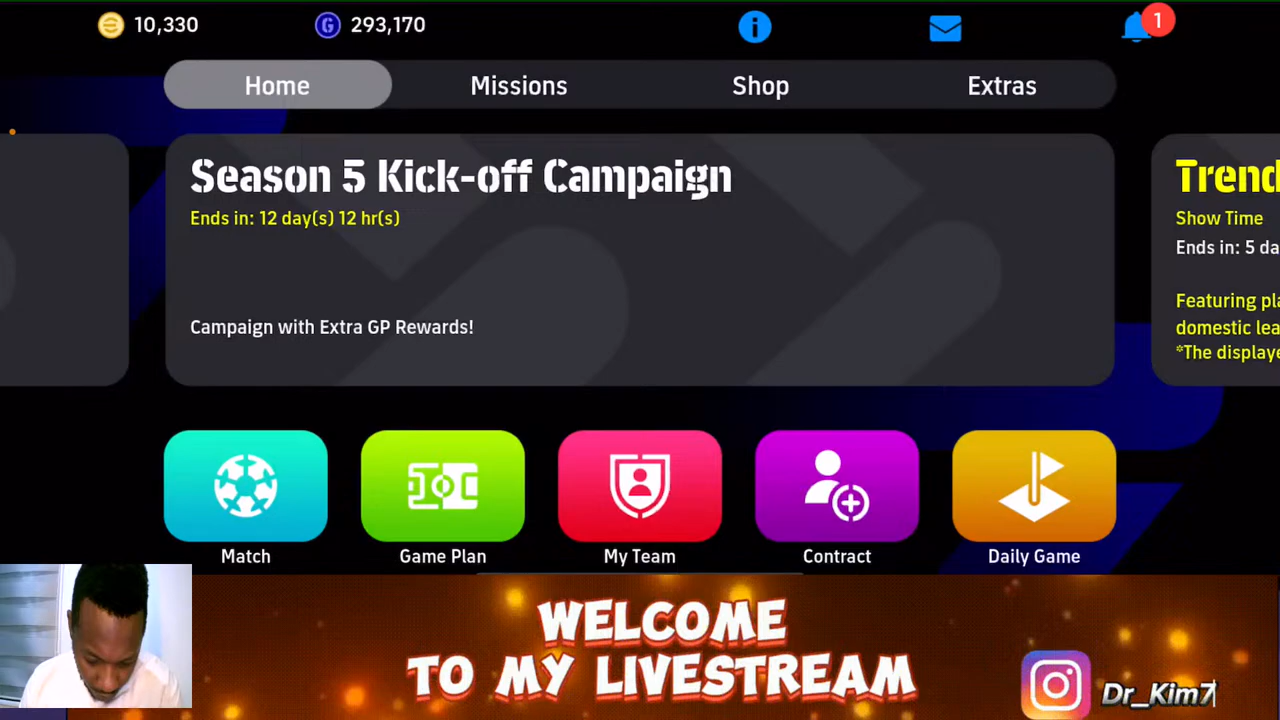 10,330
293,170
1
Home
Missions
Shop
Extras
Season 5 Kick-off Campaign
Ends in: 12 day(s) 12 hr(s)
Campaign with Extra GP Rewards!
Trend
Show Time
Ends in: 5 da
Featuring pla
domestic lea
*The displaye
Match
Game Plan
My Team
Contract
Daily Game
WELCOME
TO MY LIVESTREAM
Dr_Kim7